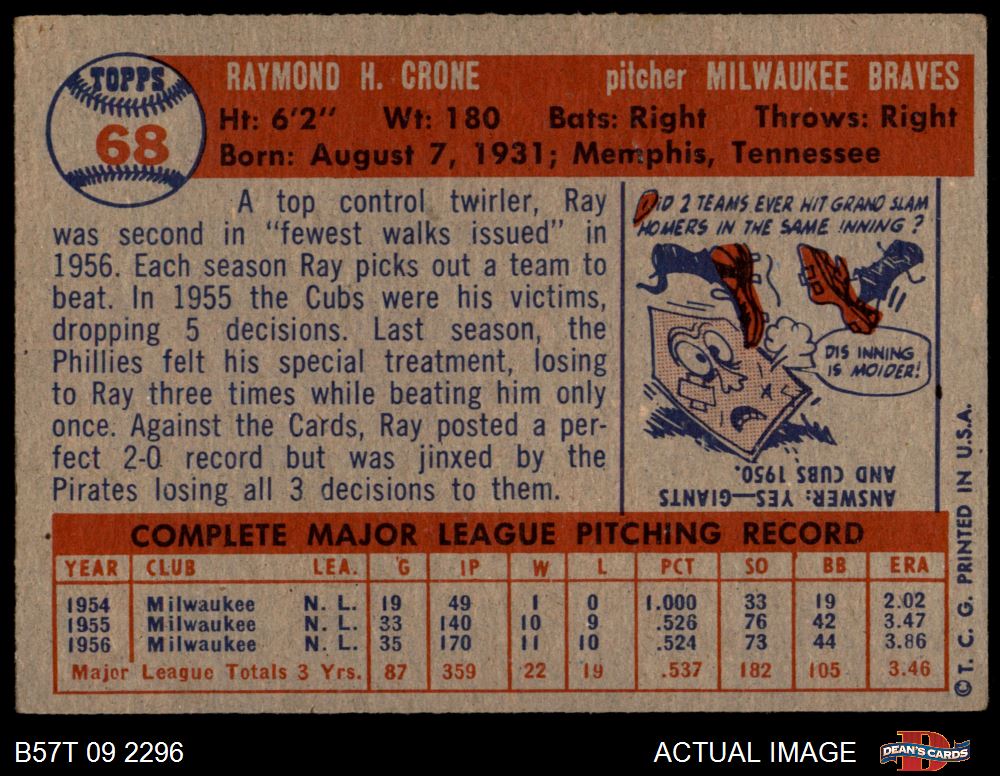 TOPPS
68
RAYMOND H. CRONE pitcher MILWAUKEE BRAVES
Ht: 6'2" Wt: 180 Bats: Right Throws: Right
Born: August 7, 1931; Memphis, Tennessee
A top control twirler, Ray
was second in "fewest walks issued" in
1956. Each season Ray picks out a team to
beat. In 1955 the Cubs were his victims,
dropping 5 decisions. Last season, the
Phillies felt his special treatment, losing
to Ray three times while beating him only
once. Against the Cards, Ray posted a per-
fect 2-0 record but was jinxed by the
Pirates losing all 3 decisions to them.
DID 2 TEAMS EVER HIT GRAND SLAM
HOMERS IN THE SAME INNING?
DIS INNING
IS MOIDER!
ANSWER: YES—GIANTS
AND CUBS 1950.
COMPLETE MAJOR LEAGUE PITCHING RECORD
YEAR CLUB LEA. G IP W L PCT SO BB ERA
1954 Milwaukee N. L. 19 49 1 0 1.000 33 19 2.02
1955 Milwaukee N. L. 33 140 10 9 .526 76 42 3.47
1956 Milwaukee N. L. 35 170 11 10 .524 73 44 3.86
Major League Totals 3 Yrs. 87 359 22 19 .537 182 105 3.46
© T. C. G. PRINTED IN U.S.A.
B57T 09 2296 ACTUAL IMAGE DEAN'S CARDS